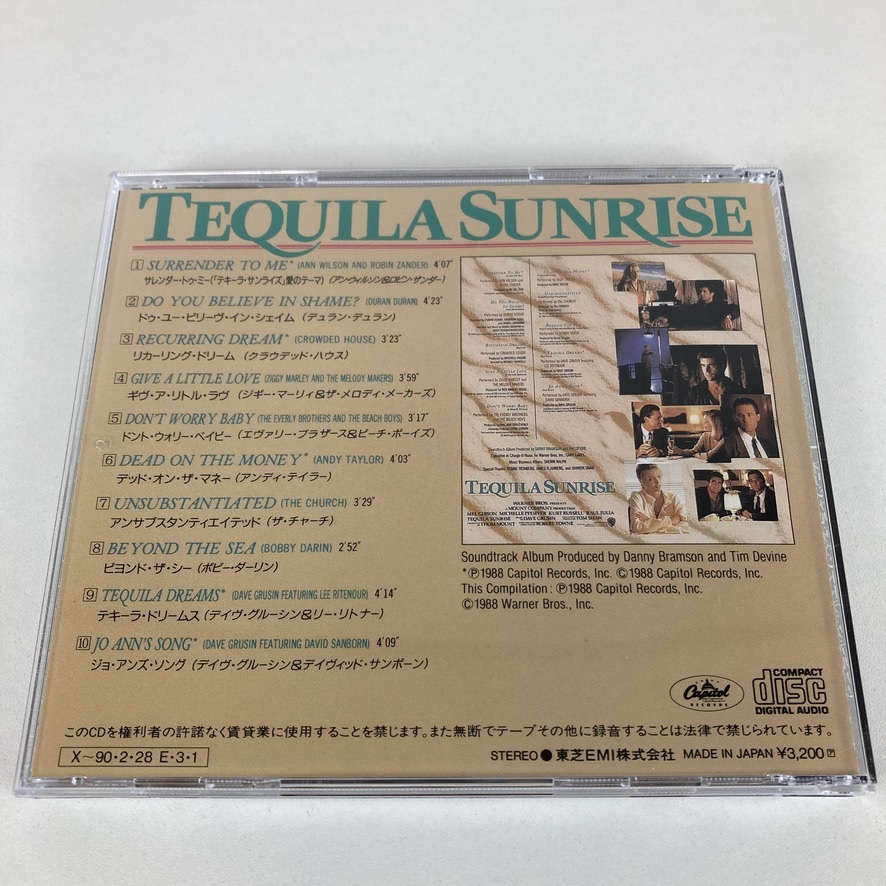 TEQUILA SUNRISE
1 SURRENDER TO ME* (ANN WILSON AND ROBIN ZANDER) 4'07"
サレンダー・トゥ・ミー(「テキーラ・サンライズ」愛のテーマ) (アン・ウィルソン&ロビン・ザンダー)
2 DO YOU BELIEVE IN SHAME? (DURAN DURAN) 4'23"
ドゥ・ユー・ビリーヴ・イン・シェイム (デュラン・デュラン)
3 RECURRING DREAM* (CROWDED HOUSE) 3'23"
リカーリング・ドリーム (クラウデッド・ハウス)
4 GIVE A LITTLE LOVE (ZIGGY MARLEY AND THE MELODY MAKERS) 3'59"
ギヴ・ア・リトル・ラヴ (ジギー・マーリィ&ザ・メロディ・メーカーズ)
5 DON'T WORRY BABY (THE EVERLY BROTHERS AND THE BEACH BOYS) 3'17"
ドント・ウォリー・ベイビー (エヴァリー・ブラザース&ビーチ・ボーイズ)
6 DEAD ON THE MONEY* (ANDY TAYLOR) 4'03"
デッド・オン・ザ・マネー (アンディ・テイラー)
7 UNSUBSTANTIATED (THE CHURCH) 3'29"
アンサブスタンティエイテッド (ザ・チャーチ)
8 BEYOND THE SEA (BOBBY DARIN) 2'52"
ビヨンド・ザ・シー (ボビー・ダーリン)
9 TEQUILA DREAMS* (DAVE GRUSIN FEATURING LEE RITENOUR) 4'14"
テキーラ・ドリームス (デイヴ・グルーシン&リー・リトナー)
10 JO ANN'S SONG* (DAVE GRUSIN FEATURING DAVID SANBORN) 4'09"
ジョ・アンズ・ソング (デイヴ・グルーシン&デイヴィッド・サンボーン)
TEQUILA SUNRISE
WARNER BROS. PRESENTS
A MOUNT COMPANY PRODUCTION
MEL GIBSON MICHELLE PFEIFFER KURT RUSSELL RAUL JULIA
Soundtrack Album Produced by Danny Bramson and Tim Devine
*℗1988 Capitol Records, Inc. ©1988 Capitol Records, Inc.
This Compilation : ℗1988 Capitol Records, Inc.
©1988 Warner Bros., Inc.
Capitol
RECORDS
COMPACT
disc
DIGITAL AUDIO
このCDを権利者の許諾なく賃貸業に使用することを禁じます。また無断でテープその他に録音することは法律で禁じられています。
X〜90・2・28 E・3・1
STEREO ● 東芝EMI株式会社 MADE IN JAPAN ¥3,200